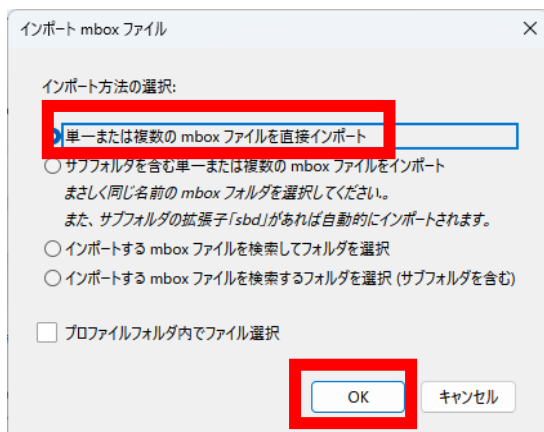 インポート mbox ファイル
インポート方法の選択:
単一または複数の mbox ファイルを直接インポート
サブフォルダを含む単一または複数の mbox ファイルをインポート
まさしく同じ名前の mbox フォルダを選択してください。
また、サブフォルダの拡張子「sbd」があれば自動的にインポートされます。
インポートする mbox ファイルを検索してフォルダを選択
インポートする mbox ファイルを検索するフォルダを選択 (サブフォルダを含む)
プロファイルフォルダ内でファイル選択
OK キャンセル